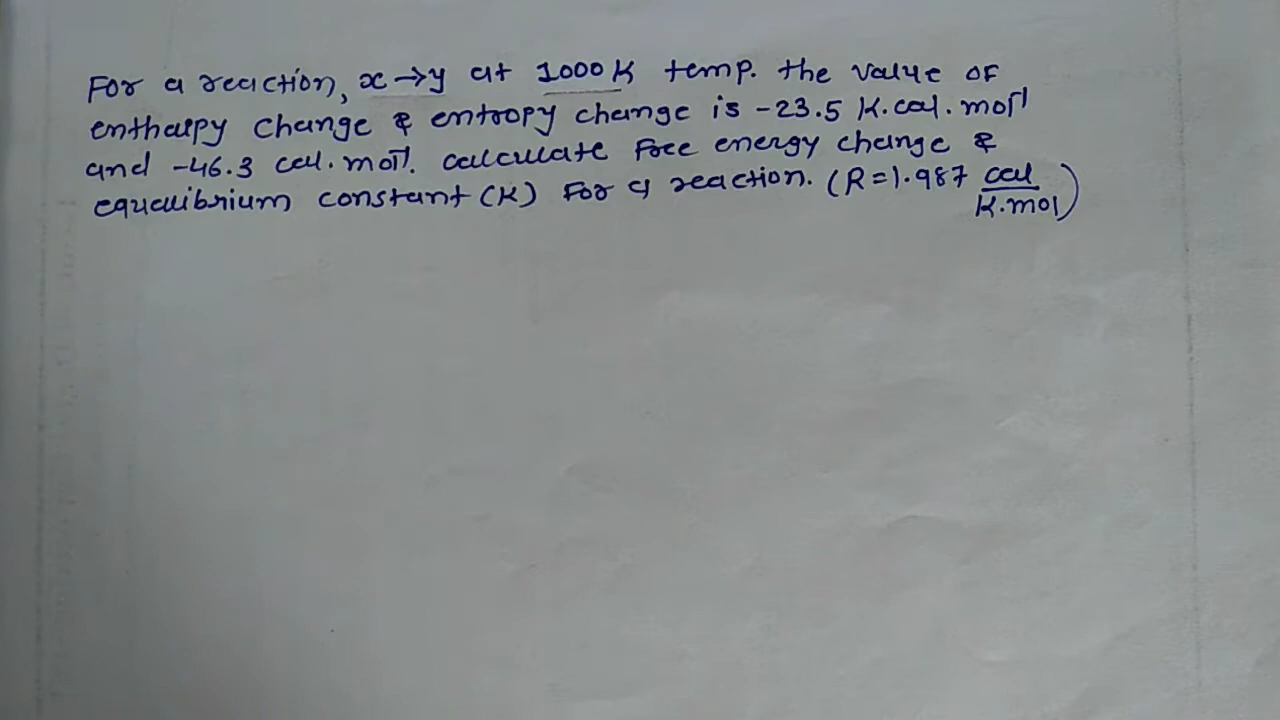 For a reaction, x→y at 1000 K temp. the value of
enthalpy change & entropy change is -23.5 K.cal.mol⁻¹
and -46.3 cal.mol⁻¹. calculate Free energy change &
equilibrium constant (K) For a reaction. (R=1.987 cal/K.mol)